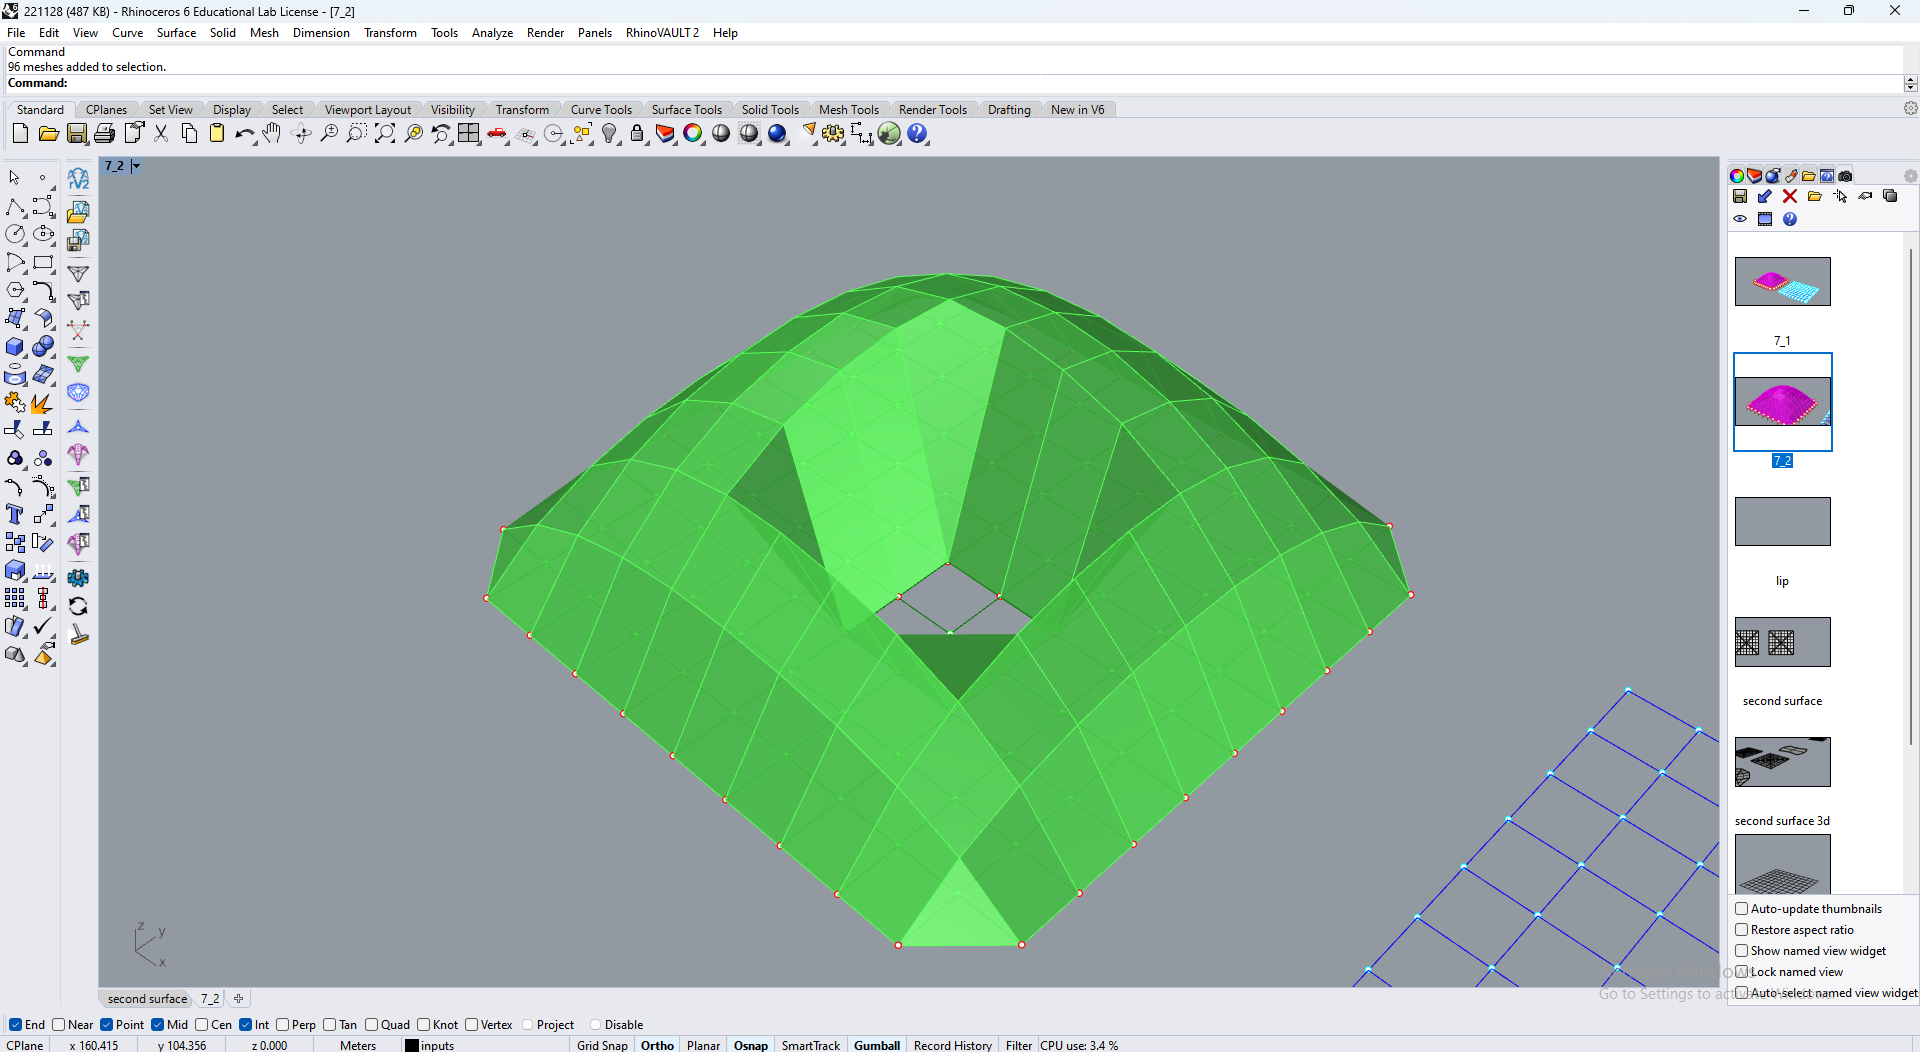 221128 (487 KB) - Rhinoceros 6 Educational Lab License - [7_2]
File Edit View Curve Surface Solid Mesh Dimension Transform Tools Analyze Render Panels RhinoVAULT 2 Help
Command
96 meshes added to selection.
Command:
Standard CPlanes Set View Display Select Viewport Layout Visibility Transform Curve Tools Surface Tools Solid Tools Mesh Tools Render Tools Drafting New in V6
7_2
rV2
7_1
7_2
lip
second surface
second surface 3d
z
y
x
Auto-update thumbnails
Restore aspect ratio
Show named view widget
Lock named view
Auto-select named view widget
Go to Settings to activate Windows.
second surface 7_2
End Near Point Mid Cen Int Perp Tan Quad Knot Vertex Project Disable
CPlane x 160.415 y 104.356 z 0.000 Meters inputs Grid Snap Ortho Planar Osnap SmartTrack Gumball Record History Filter CPU use: 3.4 %